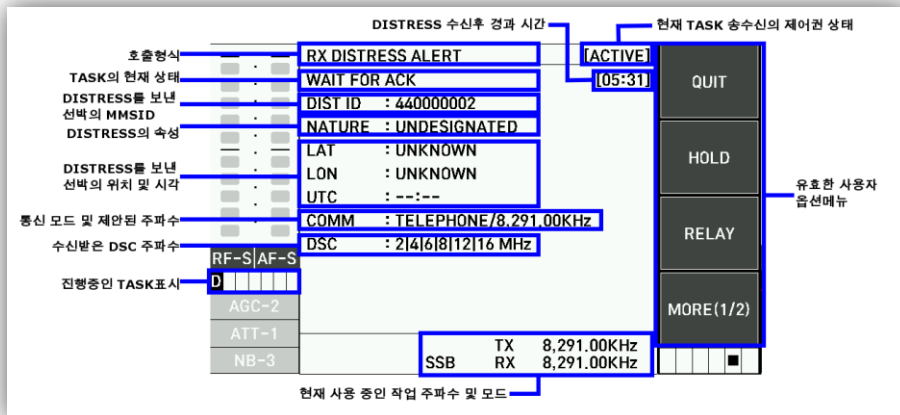 DISTRESS 수신후 경과 시간
현재 TASK 송수신의 제어권 상태
호출형식
RX DISTRESS ALERT
[ACTIVE]
TASK의 현재 상태
WAIT FOR ACK
[05:31]
QUIT
DISTRESS를 보낸
선박의 MMSID
DIST ID : 440000002
DISTRESS의 속성
NATURE : UNDESIGNATED
HOLD
DISTRESS를 보낸
선박의 위치 및 시각
LAT : UNKNOWN
LON : UNKNOWN
UTC : --:--
유효한 사용자
옵션메뉴
통신 모드 및 제안된 주파수
COMM : TELEPHONE/8,291.00KHz
RELAY
수신받은 DSC 주파수
DSC : 2|4|6|8|12|16 MHz
RF-S AF-S
진행중인 TASK표시
D
AGC-2
MORE(1/2)
ATT-1
NB-3
TX 8,291.00KHz
SSB RX 8,291.00KHz
현재 사용 중인 작업 주파수 및 모드